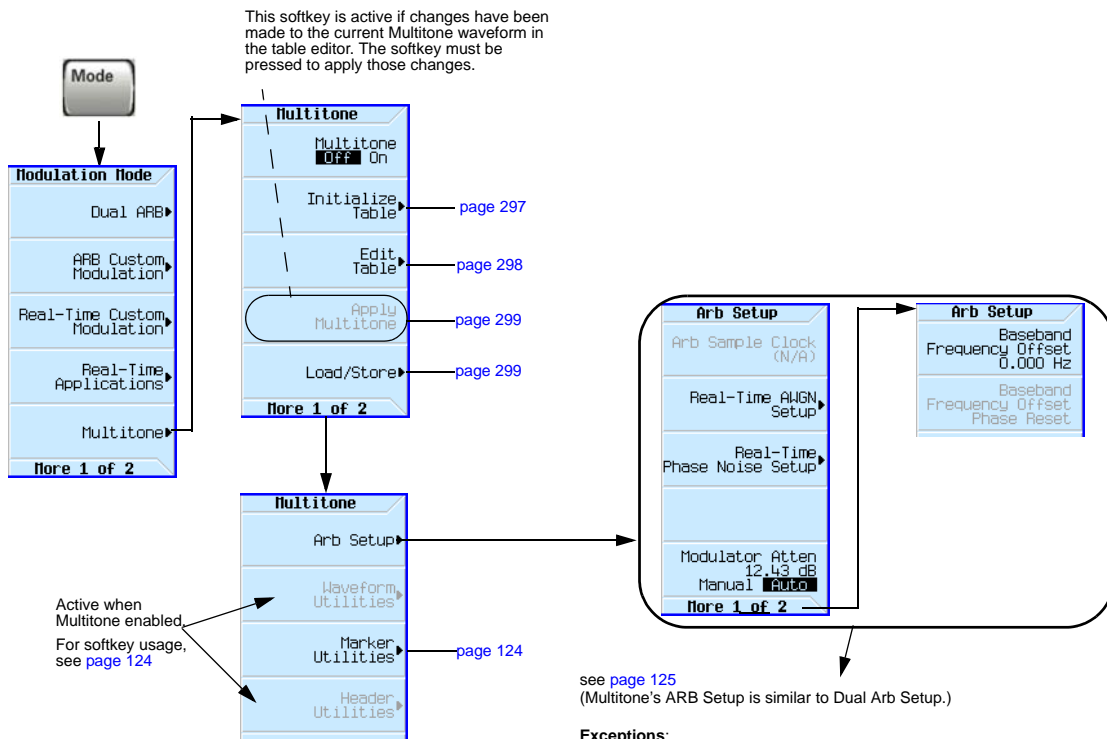 This softkey is active if changes have been
made to the current Multitone waveform in
the table editor. The softkey must be
pressed to apply those changes.
Mode
Modulation Mode
Dual ARB
ARB Custom
Modulation
Real-Time Custom
Modulation
Real-Time
Applications
Multitone
More 1 of 2
Multitone
Multitone
Off On
Initialize
Table
page 297
Edit
Table
page 298
Apply
Multitone
page 299
Load/Store
page 299
More 1 of 2
Multitone
Arb Setup
Waveform
Utilities
Marker
Utilities
page 124
Header
Utilities
Active when
Multitone enabled.
For softkey usage,
see page 124
Arb Setup
Arb Sample Clock
(N/A)
Real-Time AWGN
Setup
Real-Time
Phase Noise Setup
Modulator Atten
12.43 dB
Manual Auto
More 1 of 2
Arb Setup
Baseband
Frequency Offset
0.000 Hz
Baseband
Frequency Offset
Phase Reset
see page 125
(Multitone's ARB Setup is similar to Dual Arb Setup.)
Exceptions: